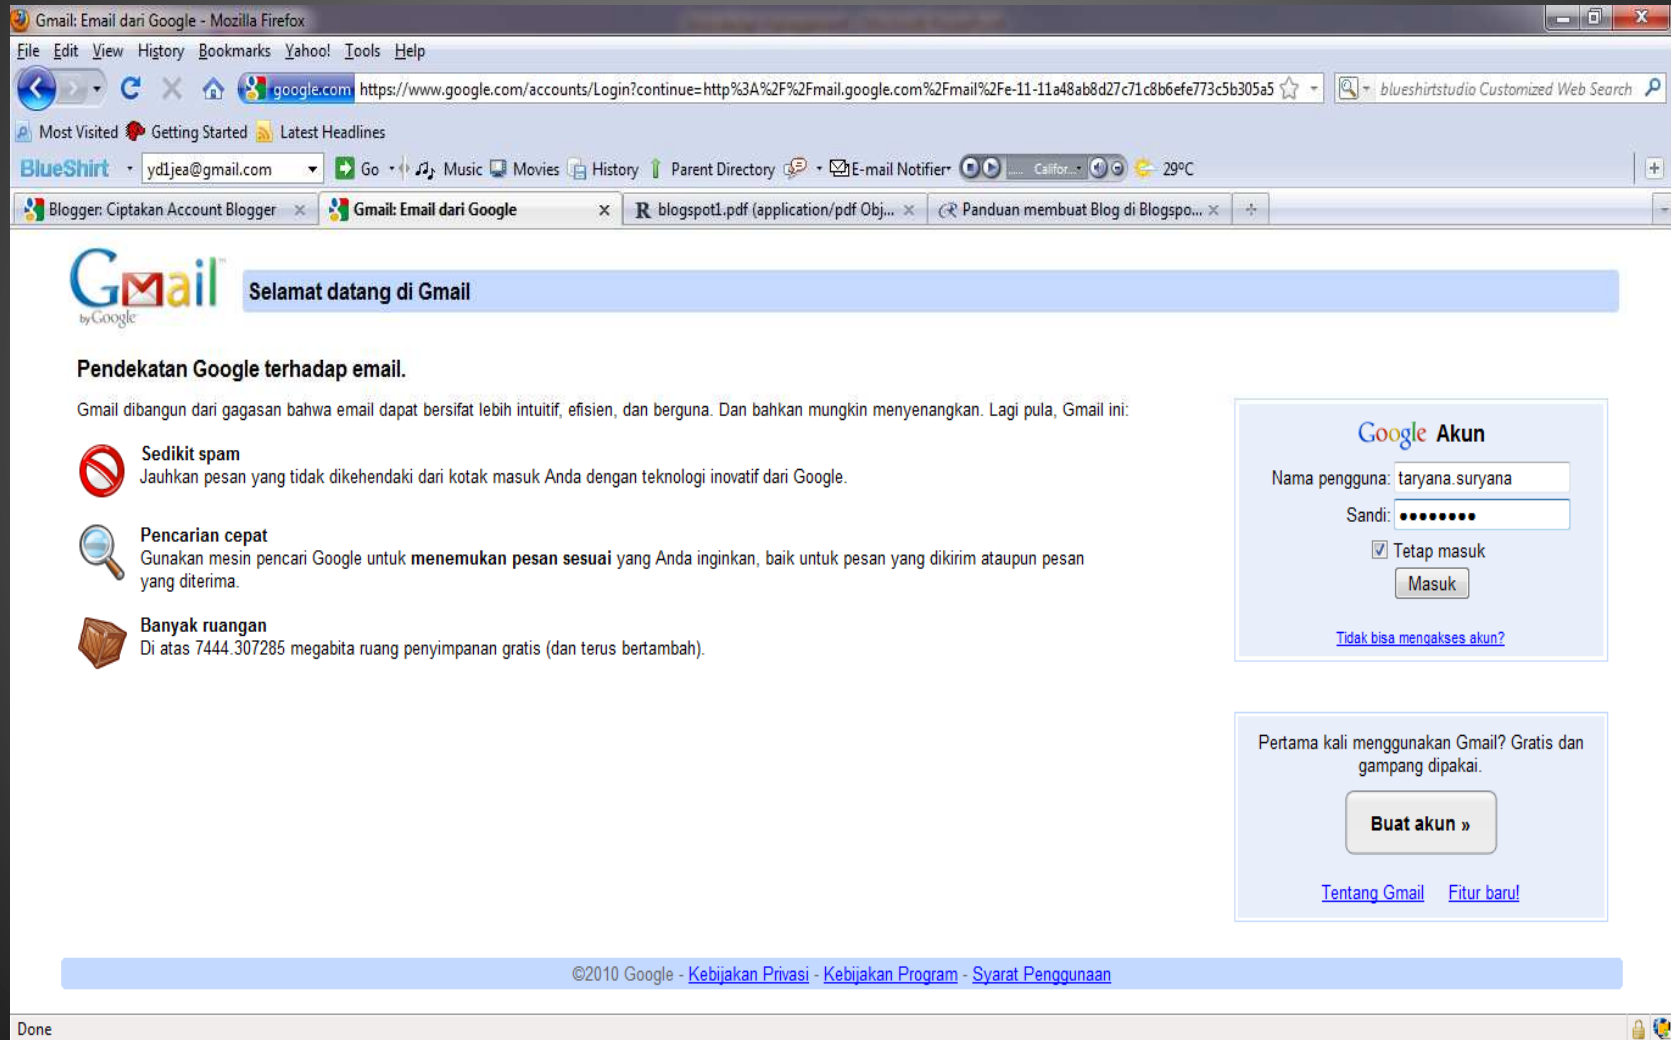 Gmail: Email dari Google - Mozilla Firefox
File Edit View History Bookmarks Yahoo! Tools Help
google.com https://www.google.com/accounts/Login?continue=http%3A%2F%2Fmail.google.com%2Fmail%2Fe-11-11a48ab8d27c71c8b6efe773c5b305a5 blueshirtstudio Customized Web Search
Most Visited Getting Started Latest Headlines
BlueShirt yd1jea@gmail.com Go Music Movies History Parent Directory E-mail Notifier Califor... 29°C
Blogger: Ciptakan Account Blogger Gmail: Email dari Google blogspot1.pdf (application/pdf Obj... Panduan membuat Blog di Blogspo...
Gmail by Google
Selamat datang di Gmail
Pendekatan Google terhadap email.
Gmail dibangun dari gagasan bahwa email dapat bersifat lebih intuitif, efisien, dan berguna. Dan bahkan mungkin menyenangkan. Lagi pula, Gmail ini:
Sedikit spam
Jauhkan pesan yang tidak dikehendaki dari kotak masuk Anda dengan teknologi inovatif dari Google.
Pencarian cepat
Gunakan mesin pencari Google untuk menemukan pesan sesuai yang Anda inginkan, baik untuk pesan yang dikirim ataupun pesan
yang diterima.
Banyak ruangan
Di atas 7444.307285 megabita ruang penyimpanan gratis (dan terus bertambah).
Google Akun
Nama pengguna: taryana.suryana
Sandi: ••••••••
Tetap masuk
Masuk
Tidak bisa mengakses akun?
Pertama kali menggunakan Gmail? Gratis dan
gampang dipakai.
Buat akun »
Tentang Gmail Fitur baru!
©2010 Google - Kebijakan Privasi - Kebijakan Program - Syarat Penggunaan
Done